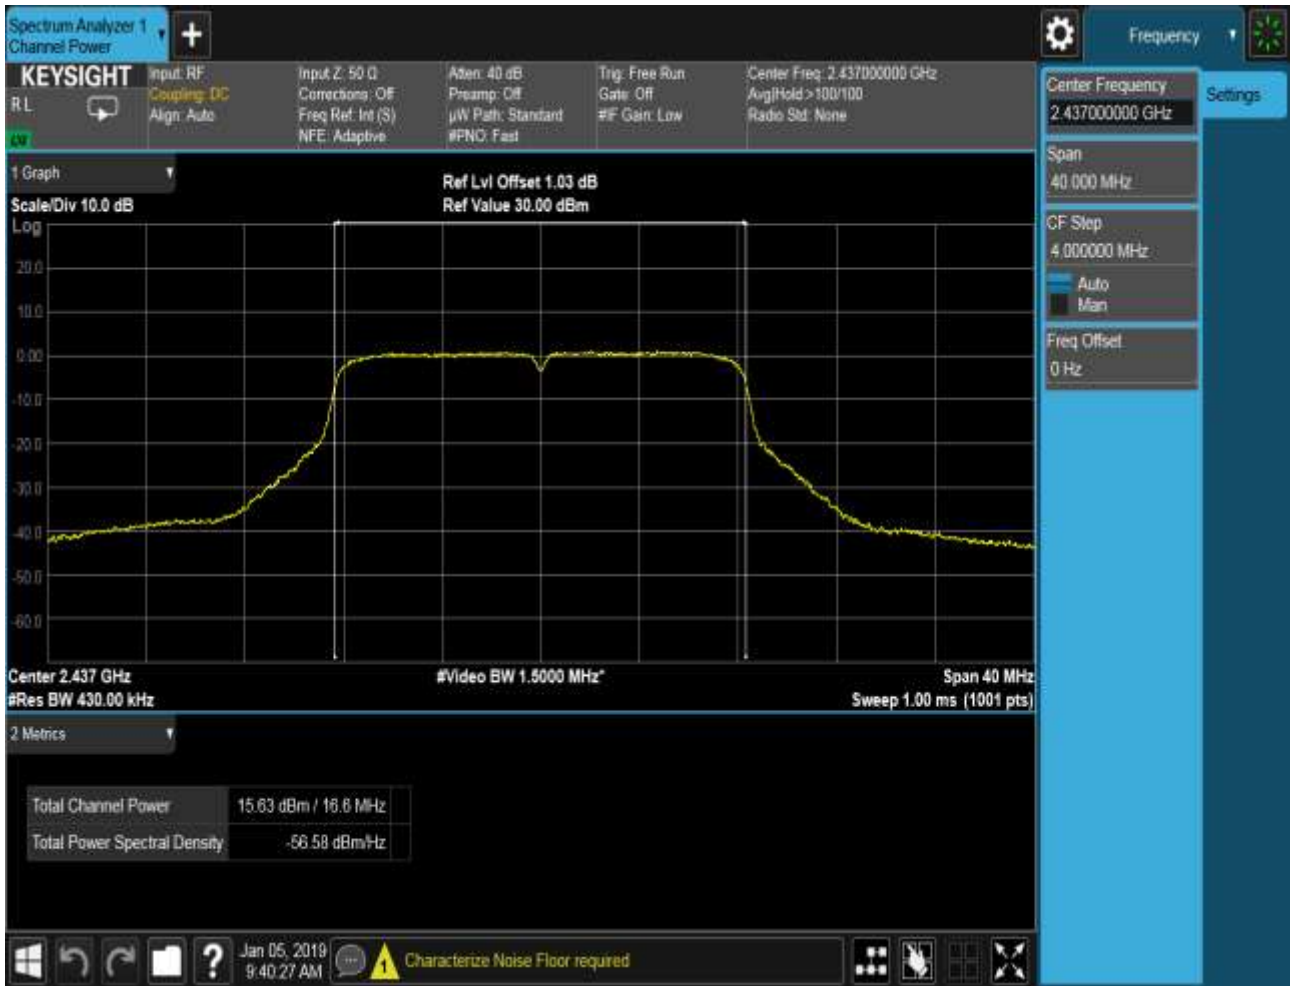 Spectrum Analyzer 1
Channel Power
Frequency
KEYSIGHT
RL
LXI
Input: RF
Coupling: DC
Align: Auto
Input Z: 50 Ω
Corrections: Off
Freq Ref: Int (S)
NFE: Adaptive
Atten: 40 dB
Preamp: Off
µW Path: Standard
#PNO: Fast
Trig: Free Run
Gate: Off
#IF Gain: Low
Center Freq: 2.437000000 GHz
Avg|Hold:>100/100
Radio Std: None
Center Frequency
2.437000000 GHz
Settings
Span
40.000 MHz
CF Step
4.000000 MHz
Auto
Man
Freq Offset
0 Hz
1 Graph
Scale/Div 10.0 dB
Ref Lvl Offset 1.03 dB
Ref Value 30.00 dBm
Log
20.0
10.0
0.00
-10.0
-20.0
-30.0
-40.0
-50.0
-60.0
Center 2.437 GHz
#Res BW 430.00 kHz
#Video BW 1.5000 MHz*
Span 40 MHz
Sweep 1.00 ms (1001 pts)
2 Metrics
Total Channel Power 15.63 dBm / 16.6 MHz
Total Power Spectral Density -56.58 dBm/Hz
?
Jan 05, 2019
9:40:27 AM
1
Characterize Noise Floor required